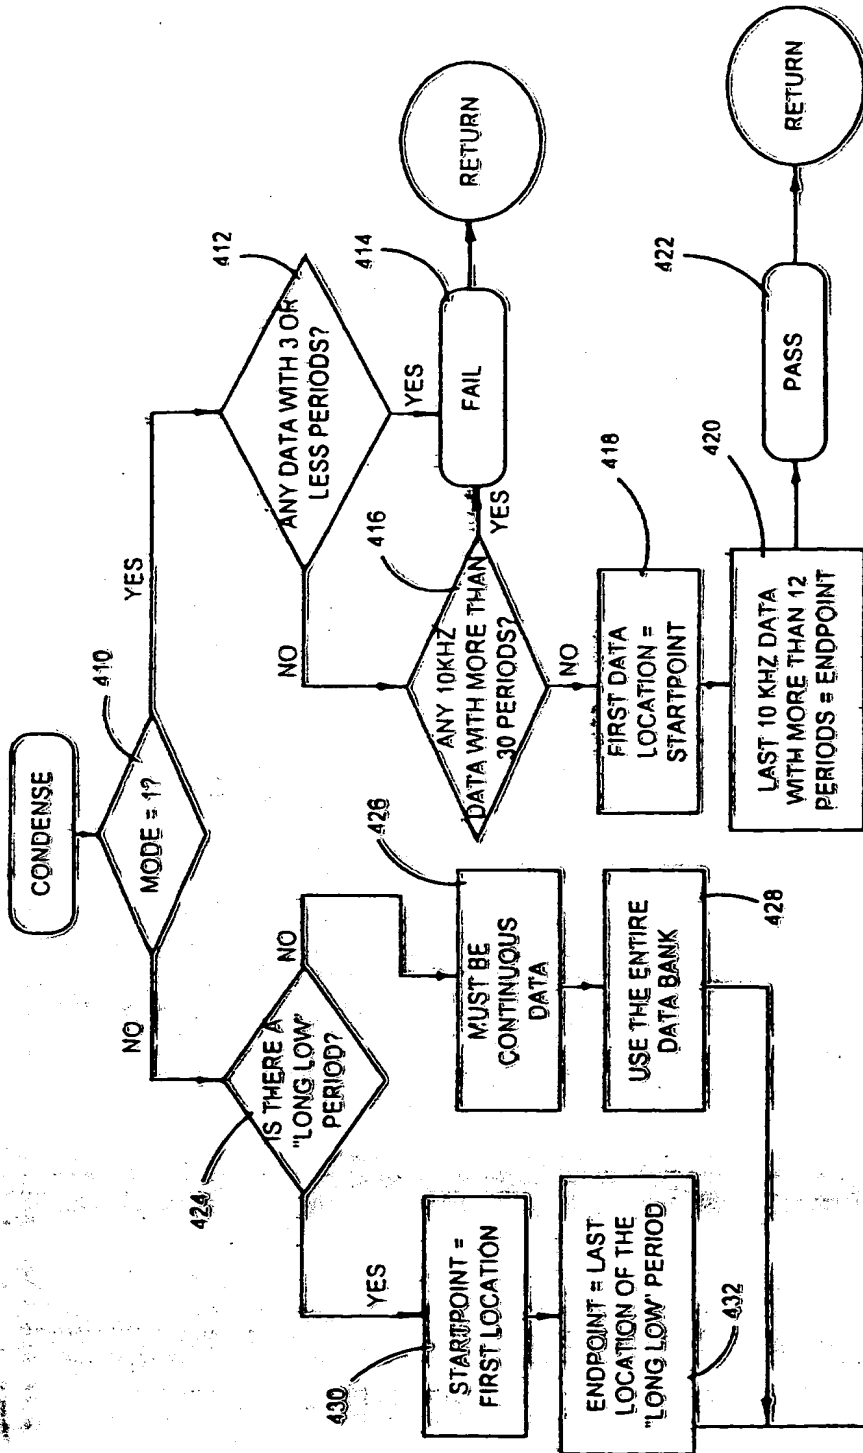 CONDENSE
410
MODE = 1?
YES
NO
412
ANY DATA WITH 3 OR
LESS PERIODS?
YES
NO
414
FAIL
RETURN
416
ANY 10KHZ
DATA WITH MORE THAN
30 PERIODS?
YES
NO
418
FIRST DATA
LOCATION =
STARTPOINT
420
LAST 10 KHZ DATA
WITH MORE THAN 12
PERIODS = ENDPOINT
422
PASS
RETURN
424
IS THERE A
"LONG LOW"
PERIOD?
NO
YES
426
MUST BE
CONTINUOUS
DATA
428
USE THE ENTIRE
DATA BANK
430
STARTPOINT =
FIRST LOCATION
432
ENDPOINT = LAST
LOCATION OF THE
"LONG LOW" PERIOD